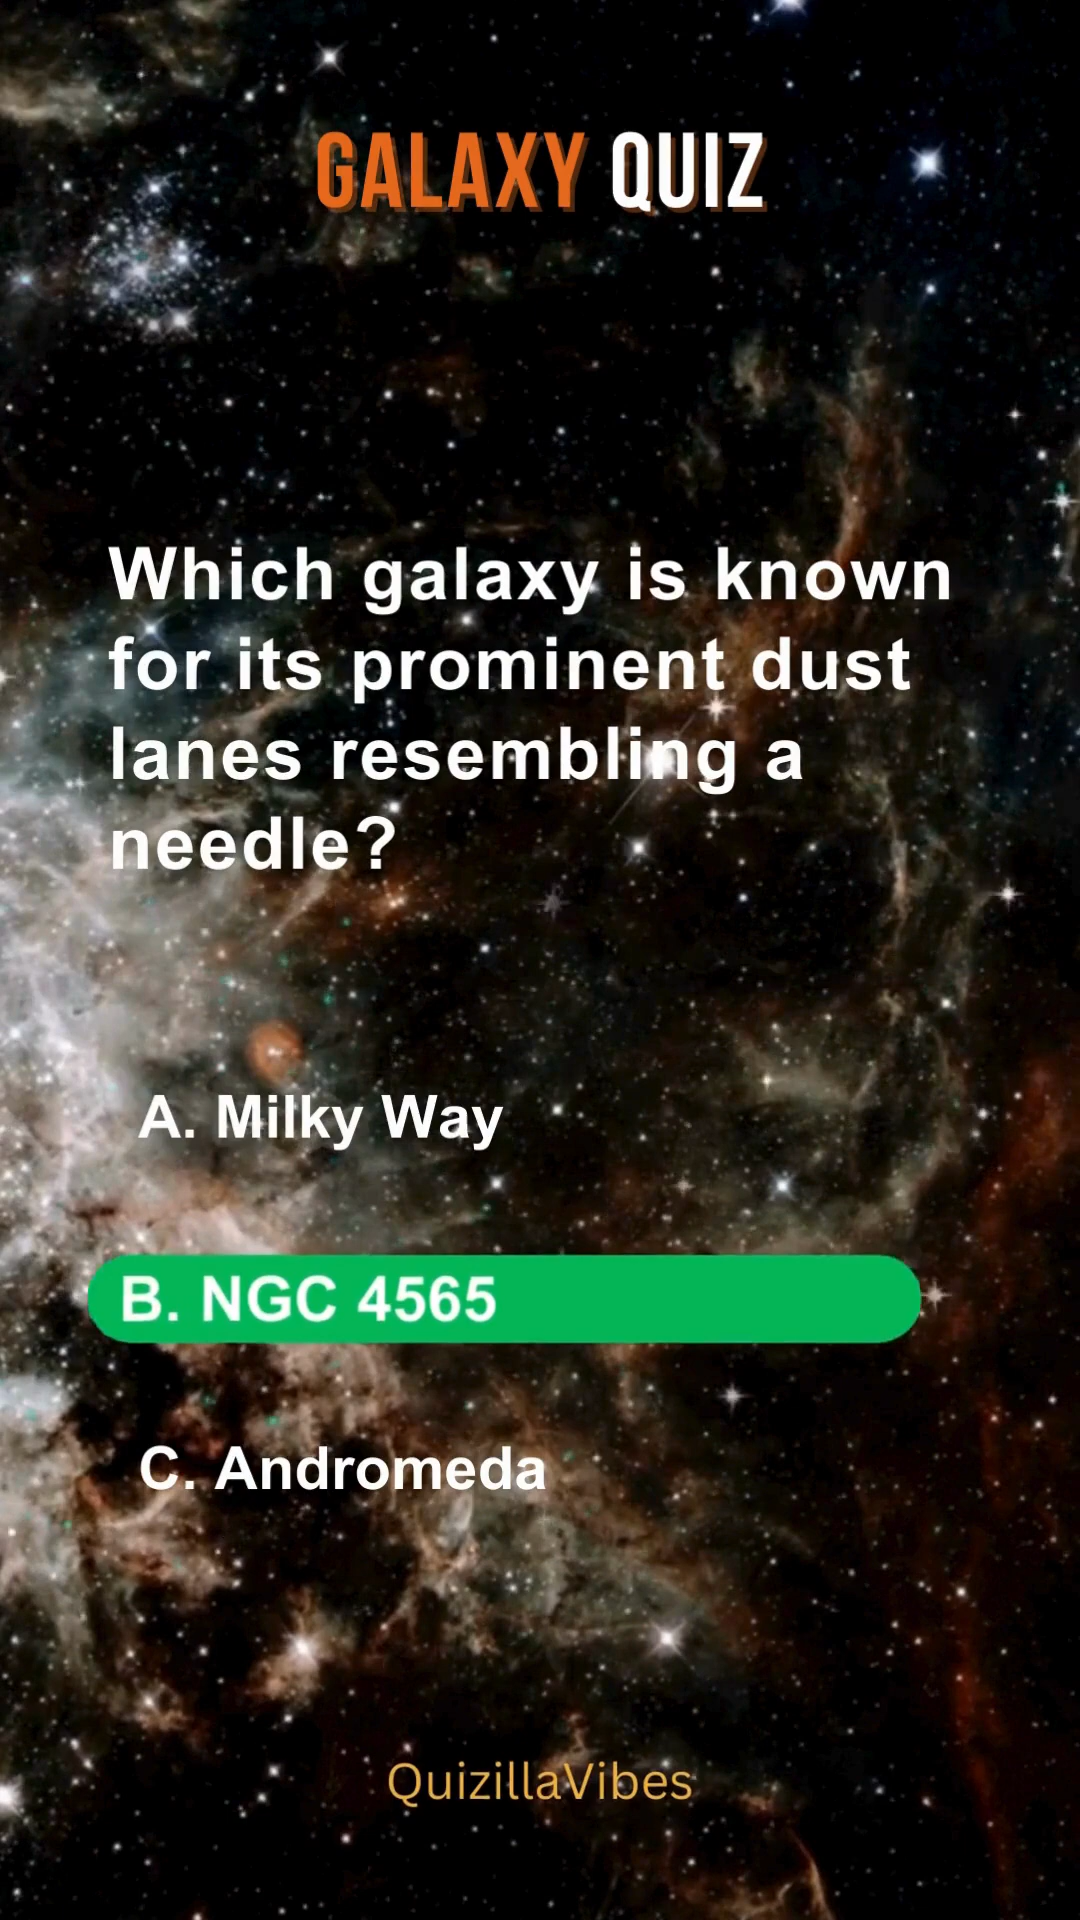 GALAXY QUIZ
Which galaxy is known
for its prominent dust
lanes resembling a
needle?
A. Milky Way
B. NGC 4565
C. Andromeda
QuizillaVibes